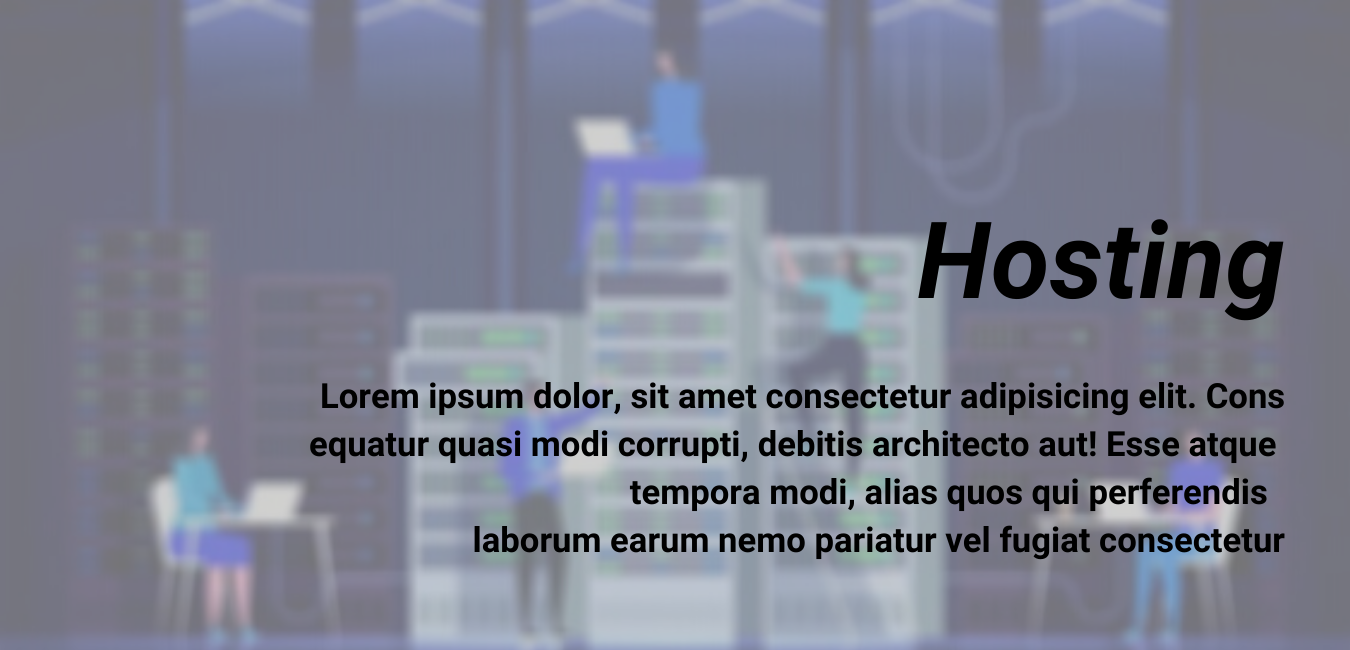 Hosting
Lorem ipsum dolor, sit amet consectetur adipisicing elit. Cons
equatur quasi modi corrupti, debitis architecto aut! Esse atque
tempora modi, alias quos qui perferendis
laborum earum nemo pariatur vel fugiat consectetur